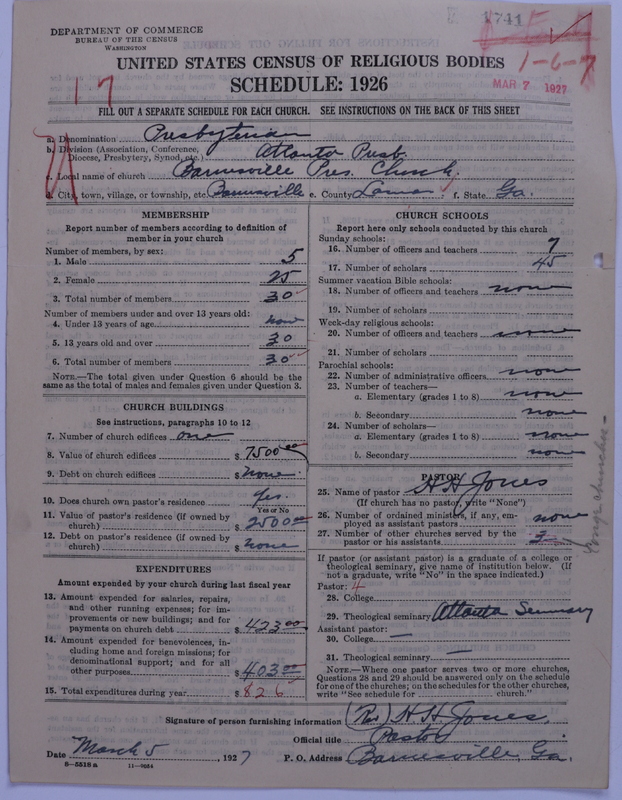 DEPARTMENT OF COMMERCE
BUREAU OF THE CENSUS
WASHINGTON
1741
1-6-7
MAR 7 1927
17
UNITED STATES CENSUS OF RELIGIOUS BODIES
SCHEDULE: 1926
FILL OUT A SEPARATE SCHEDULE FOR EACH CHURCH. SEE INSTRUCTIONS ON THE BACK OF THIS SHEET
a. Denomination Presbyterian
b. Division (Association, Conference, Diocese, Presbytery, Synod, etc.) Atlanta Presb.
c. Local name of church Barnesville Pres. Church.
d. City, town, village, or township, etc. Barnesville e. County Lamar f. State Ga.
MEMBERSHIP
Report number of members according to definition of
member in your church
Number of members, by sex:
1. Male 5
2. Female 25
3. Total number of members 30
Number of members under and over 13 years old:
4. Under 13 years of age none
5. 13 years old and over 30
6. Total number of members 30
NOTE.—The total given under Question 6 should be the
same as the total of males and females given under Question 3.
CHURCH BUILDINGS
See instructions, paragraphs 10 to 12
7. Number of church edifices one
8. Value of church edifices $ 7500.00
9. Debt on church edifices $ none.
10. Does church own pastor's residence Yes.
Yes or No
11. Value of pastor's residence (if owned by
church) $ 2500.00
12. Debt on pastor's residence (if owned by
church) $ none
EXPENDITURES
Amount expended by your church during last fiscal year
13. Amount expended for salaries, repairs,
and other running expenses; for im-
provements or new buildings; and for
payments on church debt $ 423.00
14. Amount expended for benevolences, in-
cluding home and foreign missions; for
denominational support; and for all
other purposes $ 403.00
15. Total expenditures during year $ 826
CHURCH SCHOOLS
Report here only schools conducted by this church
Sunday schools:
16. Number of officers and teachers 7
17. Number of scholars 45
Summer vacation Bible schools:
18. Number of officers and teachers none
19. Number of scholars
Week-day religious schools:
20. Number of officers and teachers none
21. Number of scholars
Parochial schools:
22. Number of administrative officers none
23. Number of teachers—
a. Elementary (grades 1 to 8) none
b. Secondary none
24. Number of scholars—
a. Elementary (grades 1 to 8) none
b. Secondary none
PASTOR
25. Name of pastor H H Jones
(If church has no pastor, write "None")
26. Number of ordained ministers, if any, em-
ployed as assistant pastors none
27. Number of other churches served by the
pastor or his assistants 3
If pastor (or assistant pastor) is a graduate of a college or
theological seminary, give name of institution below. (If
not a graduate, write "No" in the space indicated.)
Pastor: 4
28. College
29. Theological seminary Atlanta Seminary
Assistant pastor:
30. College —
31. Theological seminary —
NOTE.—Where one pastor serves two or more churches,
Questions 28 and 29 should be answered only on the schedule
for one of the churches; on the schedules for the other churches,
write "See schedule for church."
churches—
Signature of person furnishing information (Rev) H H Jones
Official title Pastor
Date March 5, 1927 P. O. Address Barnesville, Ga.
8—5518 a 11—9684